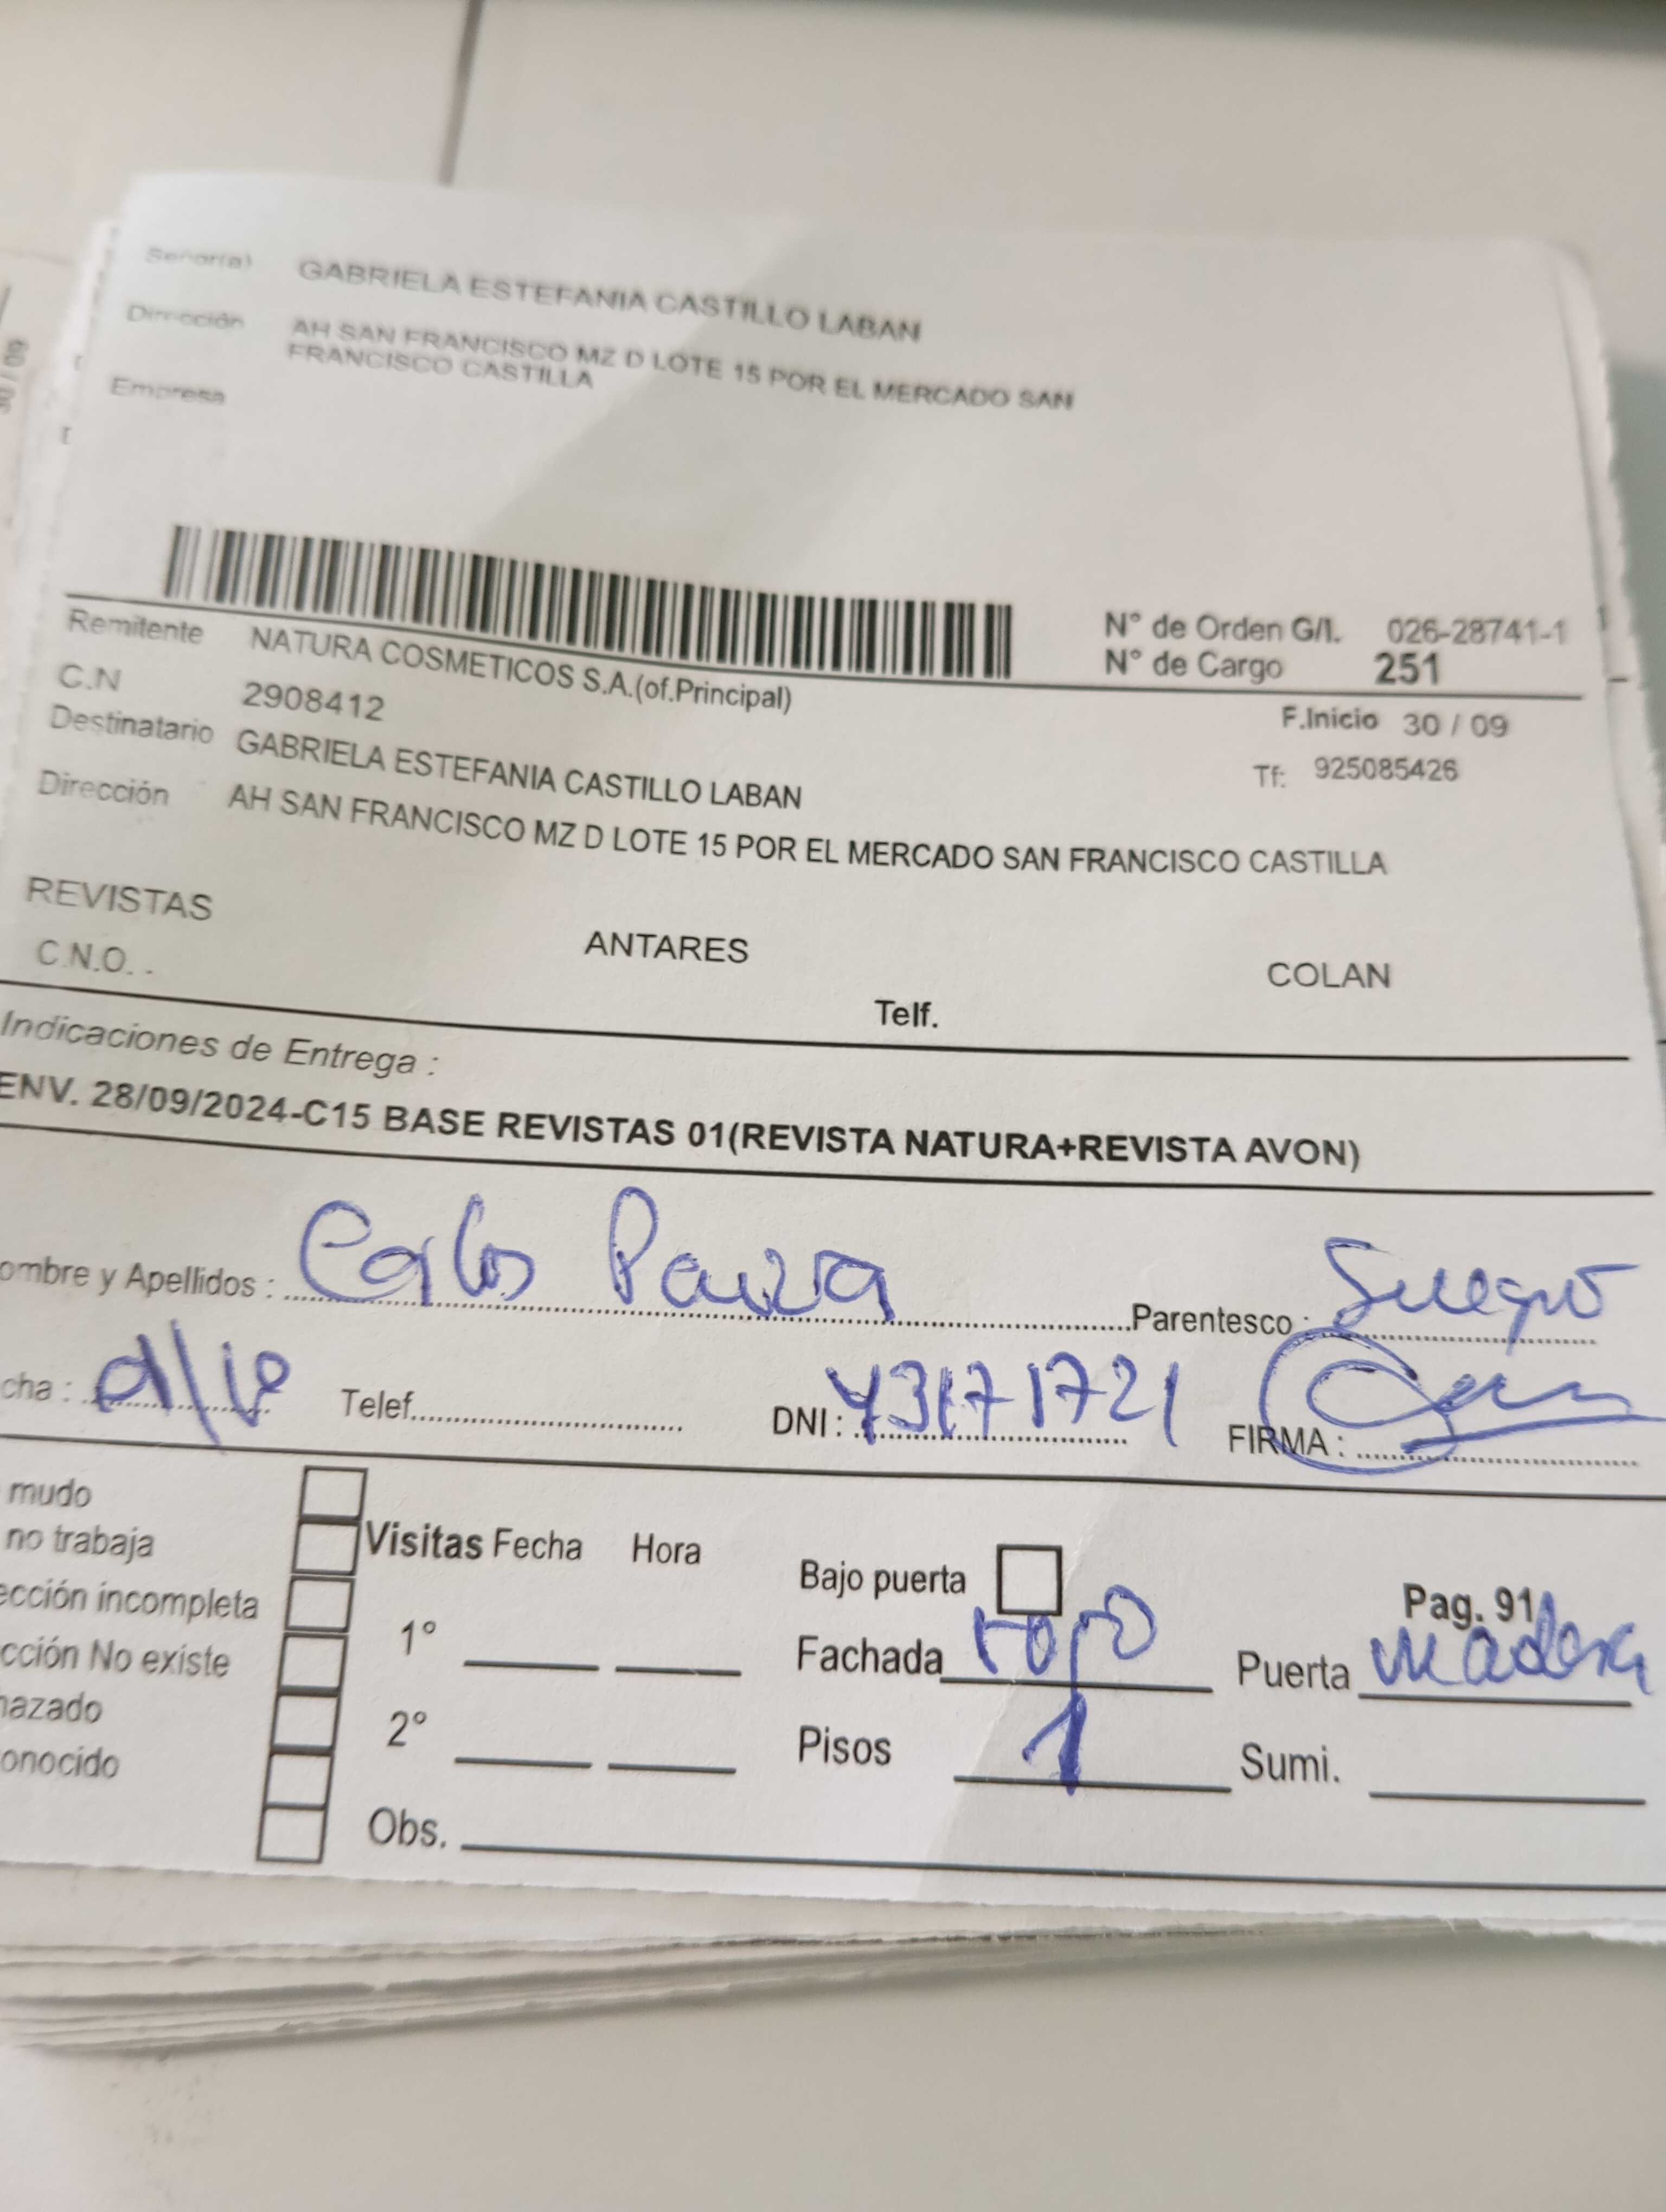 Señor(a) GABRIELA ESTEFANIA CASTILLO LABAN
Dirección AH SAN FRANCISCO MZ D LOTE 15 POR EL MERCADO SAN
FRANCISCO CASTILLA
Empresa
N° de Orden G/I. 026-28741-1
N° de Cargo 251
Remitente NATURA COSMETICOS S.A.(of.Principal)
C.N 2908412
F.Inicio 30 / 09
Destinatario GABRIELA ESTEFANIA CASTILLO LABAN
Tf: 925085426
Dirección AH SAN FRANCISCO MZ D LOTE 15 POR EL MERCADO SAN FRANCISCO CASTILLA
REVISTAS ANTARES COLAN
C.N.O. . Telf.
Indicaciones de Entrega :
ENV. 28/09/2024-C15 BASE REVISTAS 01(REVISTA NATURA+REVISTA AVON)
ombre y Apellidos : Carlos Parentesco : Suegro
cha : Telef. DNI : FIRMA :
mudo
no trabaja
Visitas Fecha Hora
Bajo puerta
Pag. 91
ección incompleta
1°
Fachada rojo Puerta madera
cción No existe
hazado
2°
Pisos 1 Sumi.
onocido
Obs.